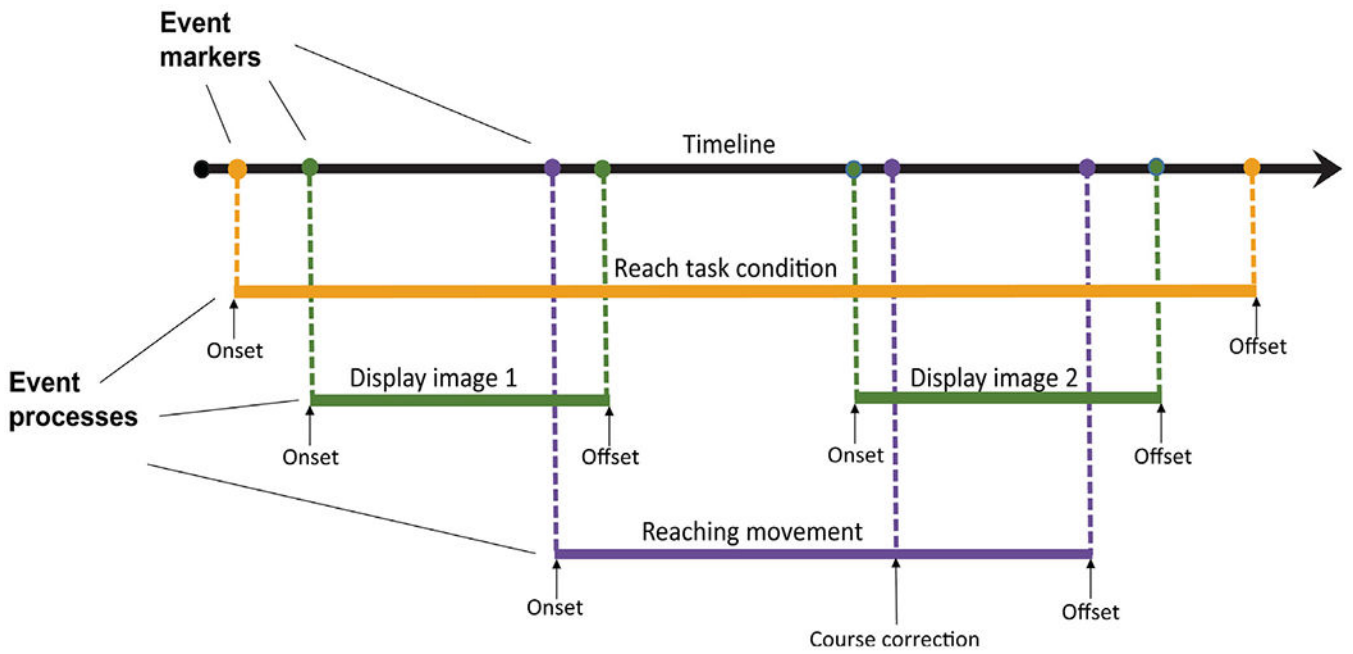 Event
markers
Timeline
Reach task condition
Onset
Offset
Event
processes
Display image 1
Display image 2
Onset
Offset
Onset
Offset
Reaching movement
Onset
Offset
Course correction